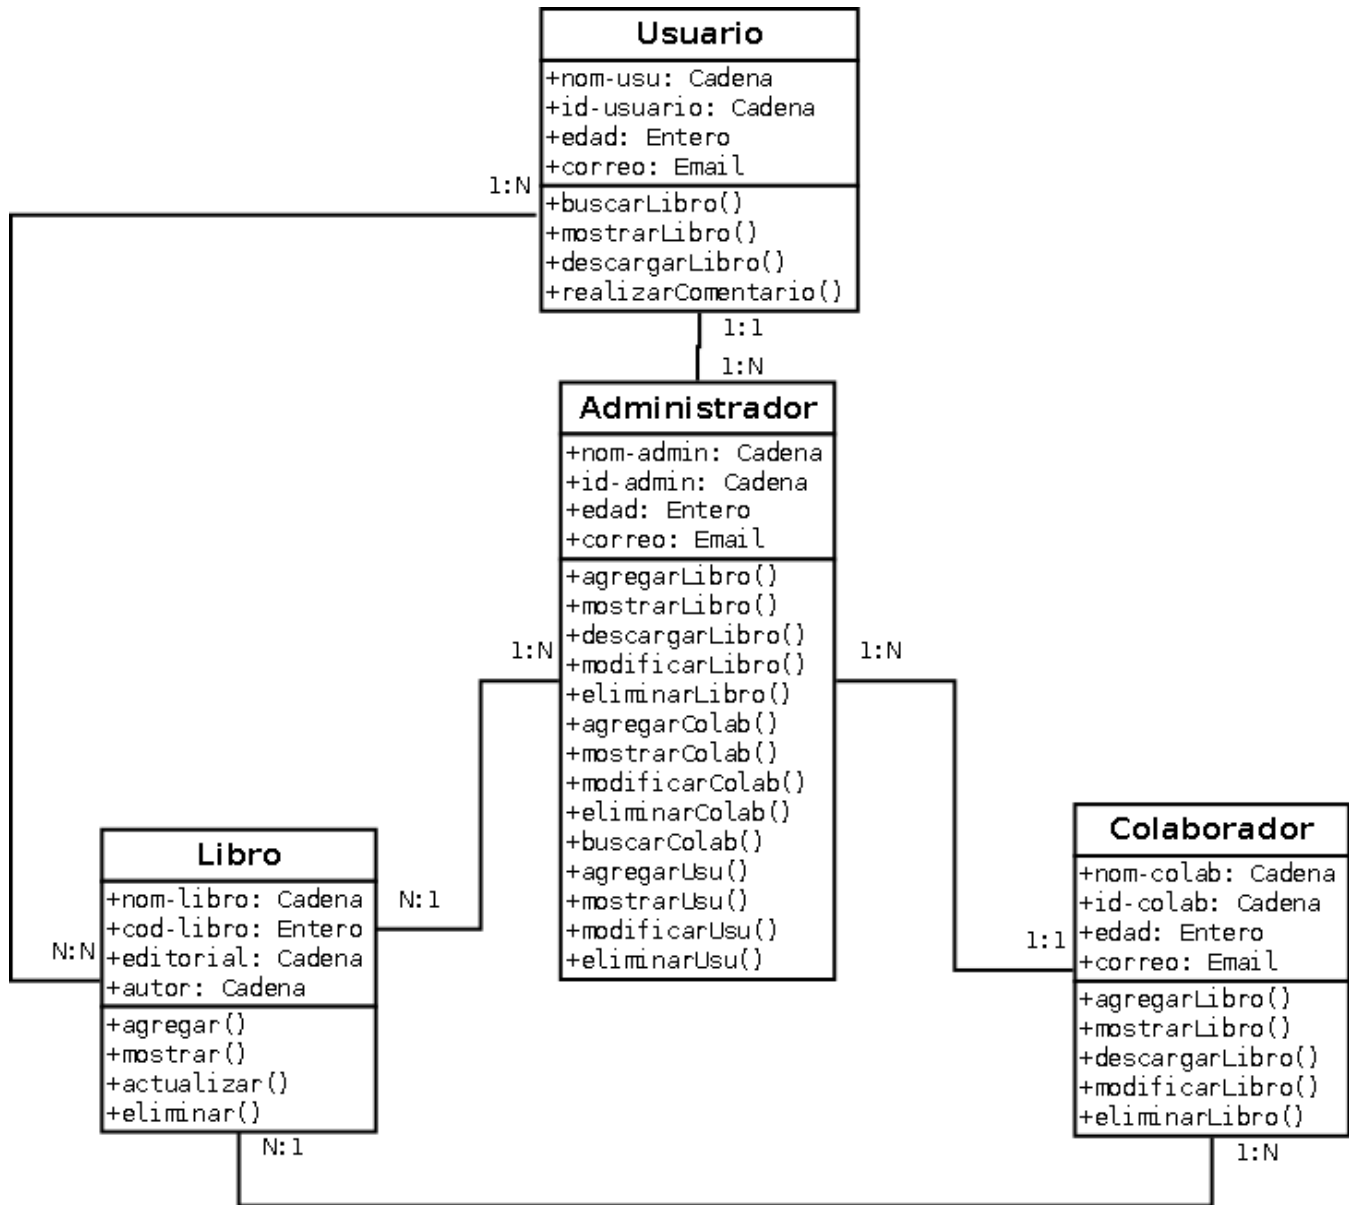 Usuario
+nom-usu: Cadena
+id-usuario: Cadena
+edad: Entero
+correo: Email
1:N
+buscarLibro()
+mostrarLibro()
+descargarLibro()
+realizarComentario()
1:1
1:N
Administrador
+nom-admin: Cadena
+id-admin: Cadena
+edad: Entero
+correo: Email
+agregarLibro()
+mostrarLibro()
+descargarLibro()
+modificarLibro()
+eliminarLibro()
+agregarColab()
+mostrarColab()
+modificarColab()
+eliminarColab()
+buscarColab()
+agregarUsu()
+mostrarUsu()
+modificarUsu()
+eliminarUsu()
1:N
1:N
Libro
+nom-libro: Cadena
+cod-libro: Entero
+editorial: Cadena
+autor: Cadena
N:1
N:N
+agregar()
+mostrar()
+actualizar()
+eliminar()
N:1
Colaborador
+nom-colab: Cadena
+id-colab: Cadena
+edad: Entero
+correo: Email
1:1
+agregarLibro()
+mostrarLibro()
+descargarLibro()
+modificarLibro()
+eliminarLibro()
1:N